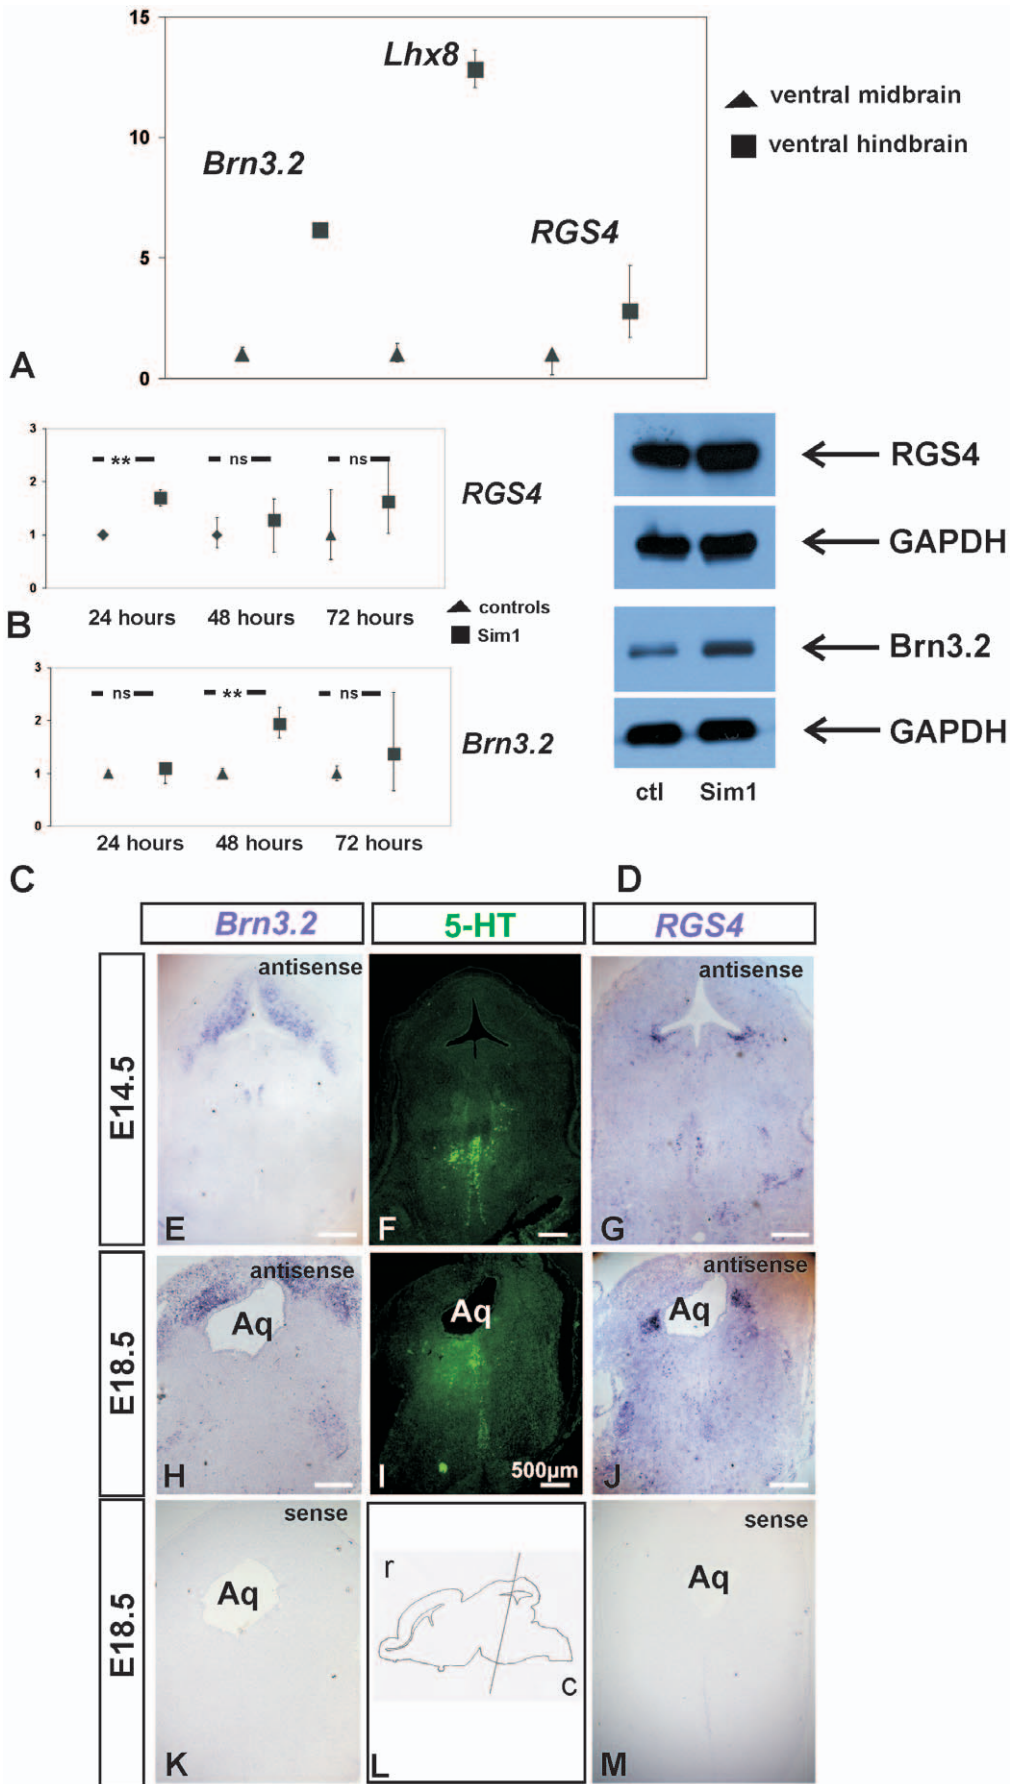 15
Lhx8
ventral midbrain
ventral hindbrain
10
Brn3.2
RGS4
5
0
A
3
** ns ns
2
RGS4
1
0
24 hours 48 hours 72 hours
controls
Sim1
B
3
ns ** ns
2
Brn3.2
1
0
24 hours 48 hours 72 hours
C
RGS4
GAPDH
Brn3.2
GAPDH
ctl Sim1
D
Brn3.2 5-HT RGS4
E14.5
antisense antisense
E F G
E18.5
antisense antisense
Aq Aq Aq
500µm
H I J
E18.5
sense sense
Aq Aq
r
c
K L M